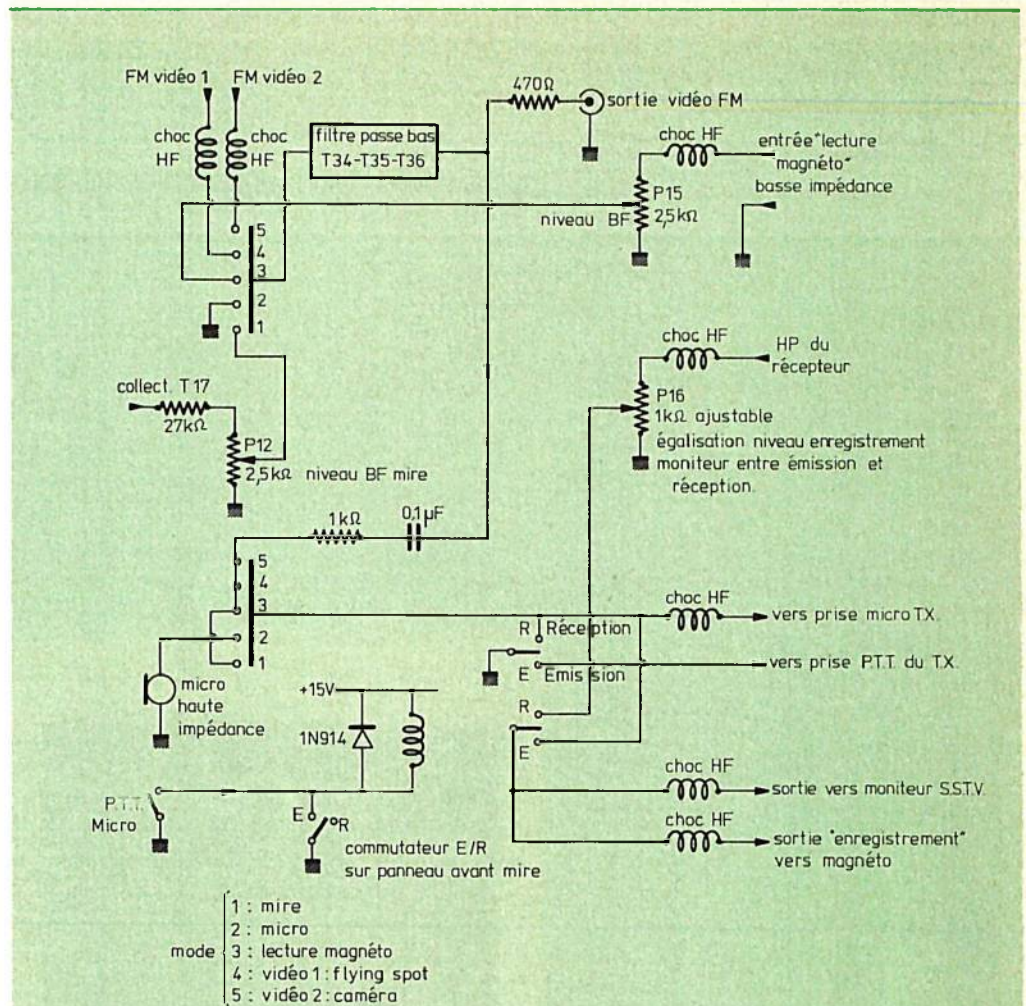 FM vidéo 1
FM vidéo 2
choc
HF
choc
HF
filtre passe bas
T34-T35-T36
470Ω
sortie vidéo FM
choc HF
entrée "lecture
magnéto"
basse impédance
P15
2,5kΩ
niveau BF
5
4
3
2
1
collect. T17
27kΩ
P12
2,5kΩ niveau BF mire
choc HF
HP du
récepteur
P16
1kΩ ajustable
égalisation niveau enregistrement
moniteur entre émission et
réception.
1kΩ
0,1µF
5
4
3
2
1
micro
haute
impédance
choc HF
vers prise micro T.X.
R Réception
E Emission
vers prise P.T.T. du T.X.
R
E
+15V
1N914
P.T.T.
Micro
E
R
commutateur E/R
sur panneau avant mire
choc HF
sortie vers moniteur S.S.T.V.
choc HF
sortie "enregistrement"
vers magnéto
mode
1 : mire
2 : micro
3 : lecture magnéto
4 : vidéo 1 : flying spot
5 : vidéo 2 : caméra